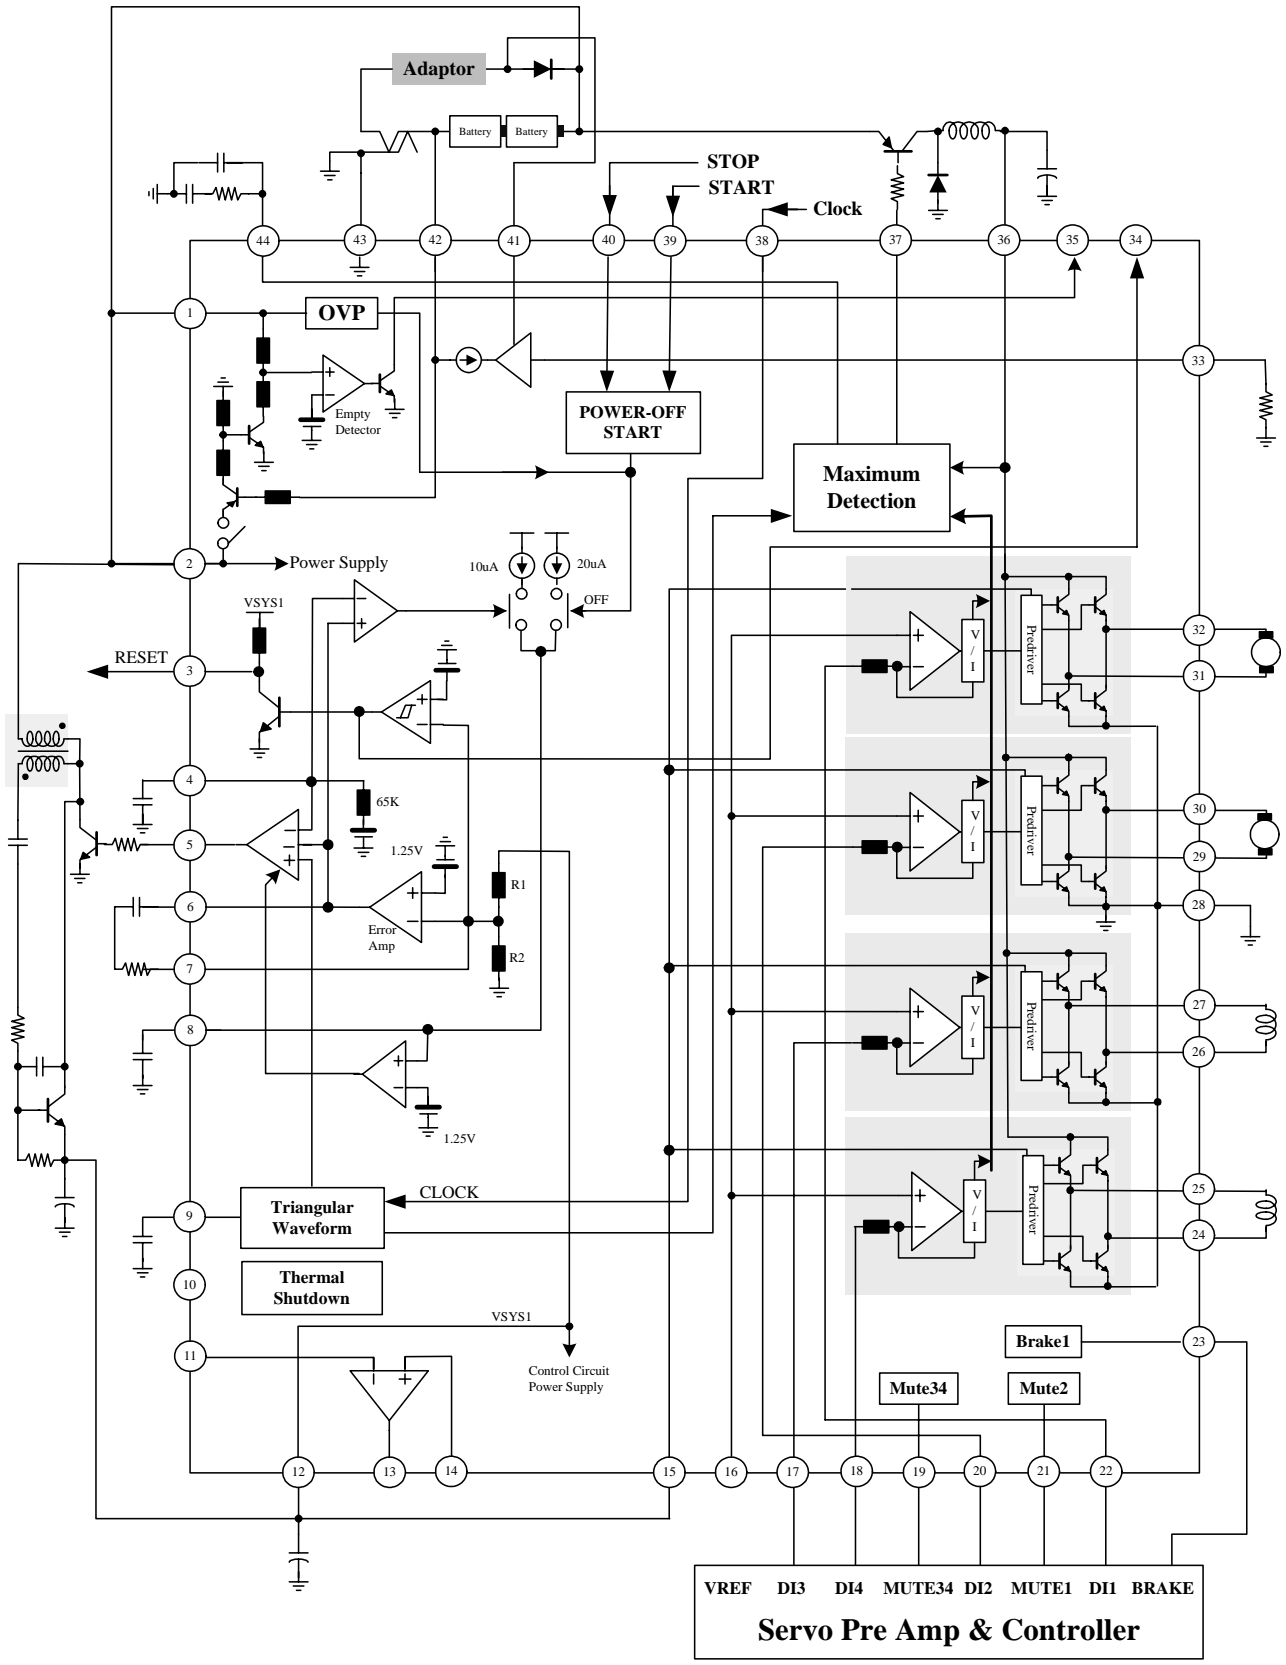 Adaptor
Battery
Battery
STOP
START
Clock
44
43
42
41
40
39
38
37
36
35
34
1
OVP
33
+
−
Empty
Detector
POWER-OFF
START
Maximum
Detection
2
Power Supply
10uA
20uA
OFF
VSYS1
−
+
RESET
3
+
−
V
/
I
Predriver
+
−
32
31
4
65K
5
−
−
+
1.25V
V
/
I
Predriver
+
−
30
29
6
+
−
Error
Amp
R1
R2
28
7
V
/
I
Predriver
+
−
27
26
8
+
−
1.25V
V
/
I
Predriver
+
−
25
24
9
Triangular
Waveform
CLOCK
10
Thermal
Shutdown
VSYS1
11
− +
Control Circuit
Power Supply
Brake1
23
Mute34
Mute2
12
13
14
15
16
17
18
19
20
21
22
VREF DI3 DI4 MUTE34 DI2 MUTE1 DI1 BRAKE
Servo Pre Amp & Controller